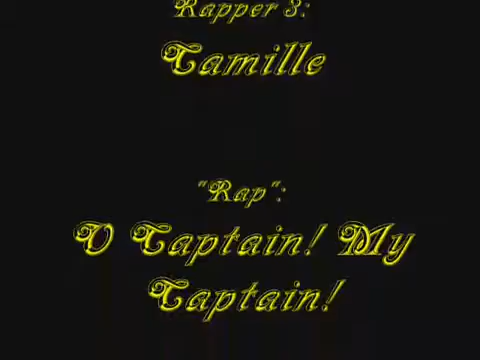 Rapper 3:
Camille
"Rap":
O Captain! My
Captain!